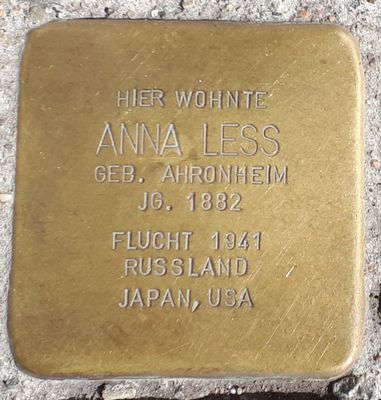 HIER WOHNTE
ANNA LESS
GEB. AHRONHEIM
JG. 1882
FLUCHT 1941
RUSSLAND
JAPAN, USA